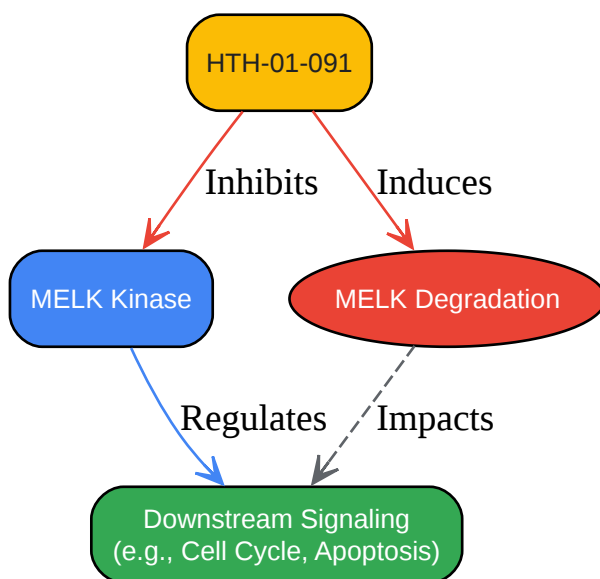 HTH-01-091
Inhibits
Induces
MELK Kinase
MELK Degradation
Regulates
Impacts
Downstream Signaling
(e.g., Cell Cycle, Apoptosis)